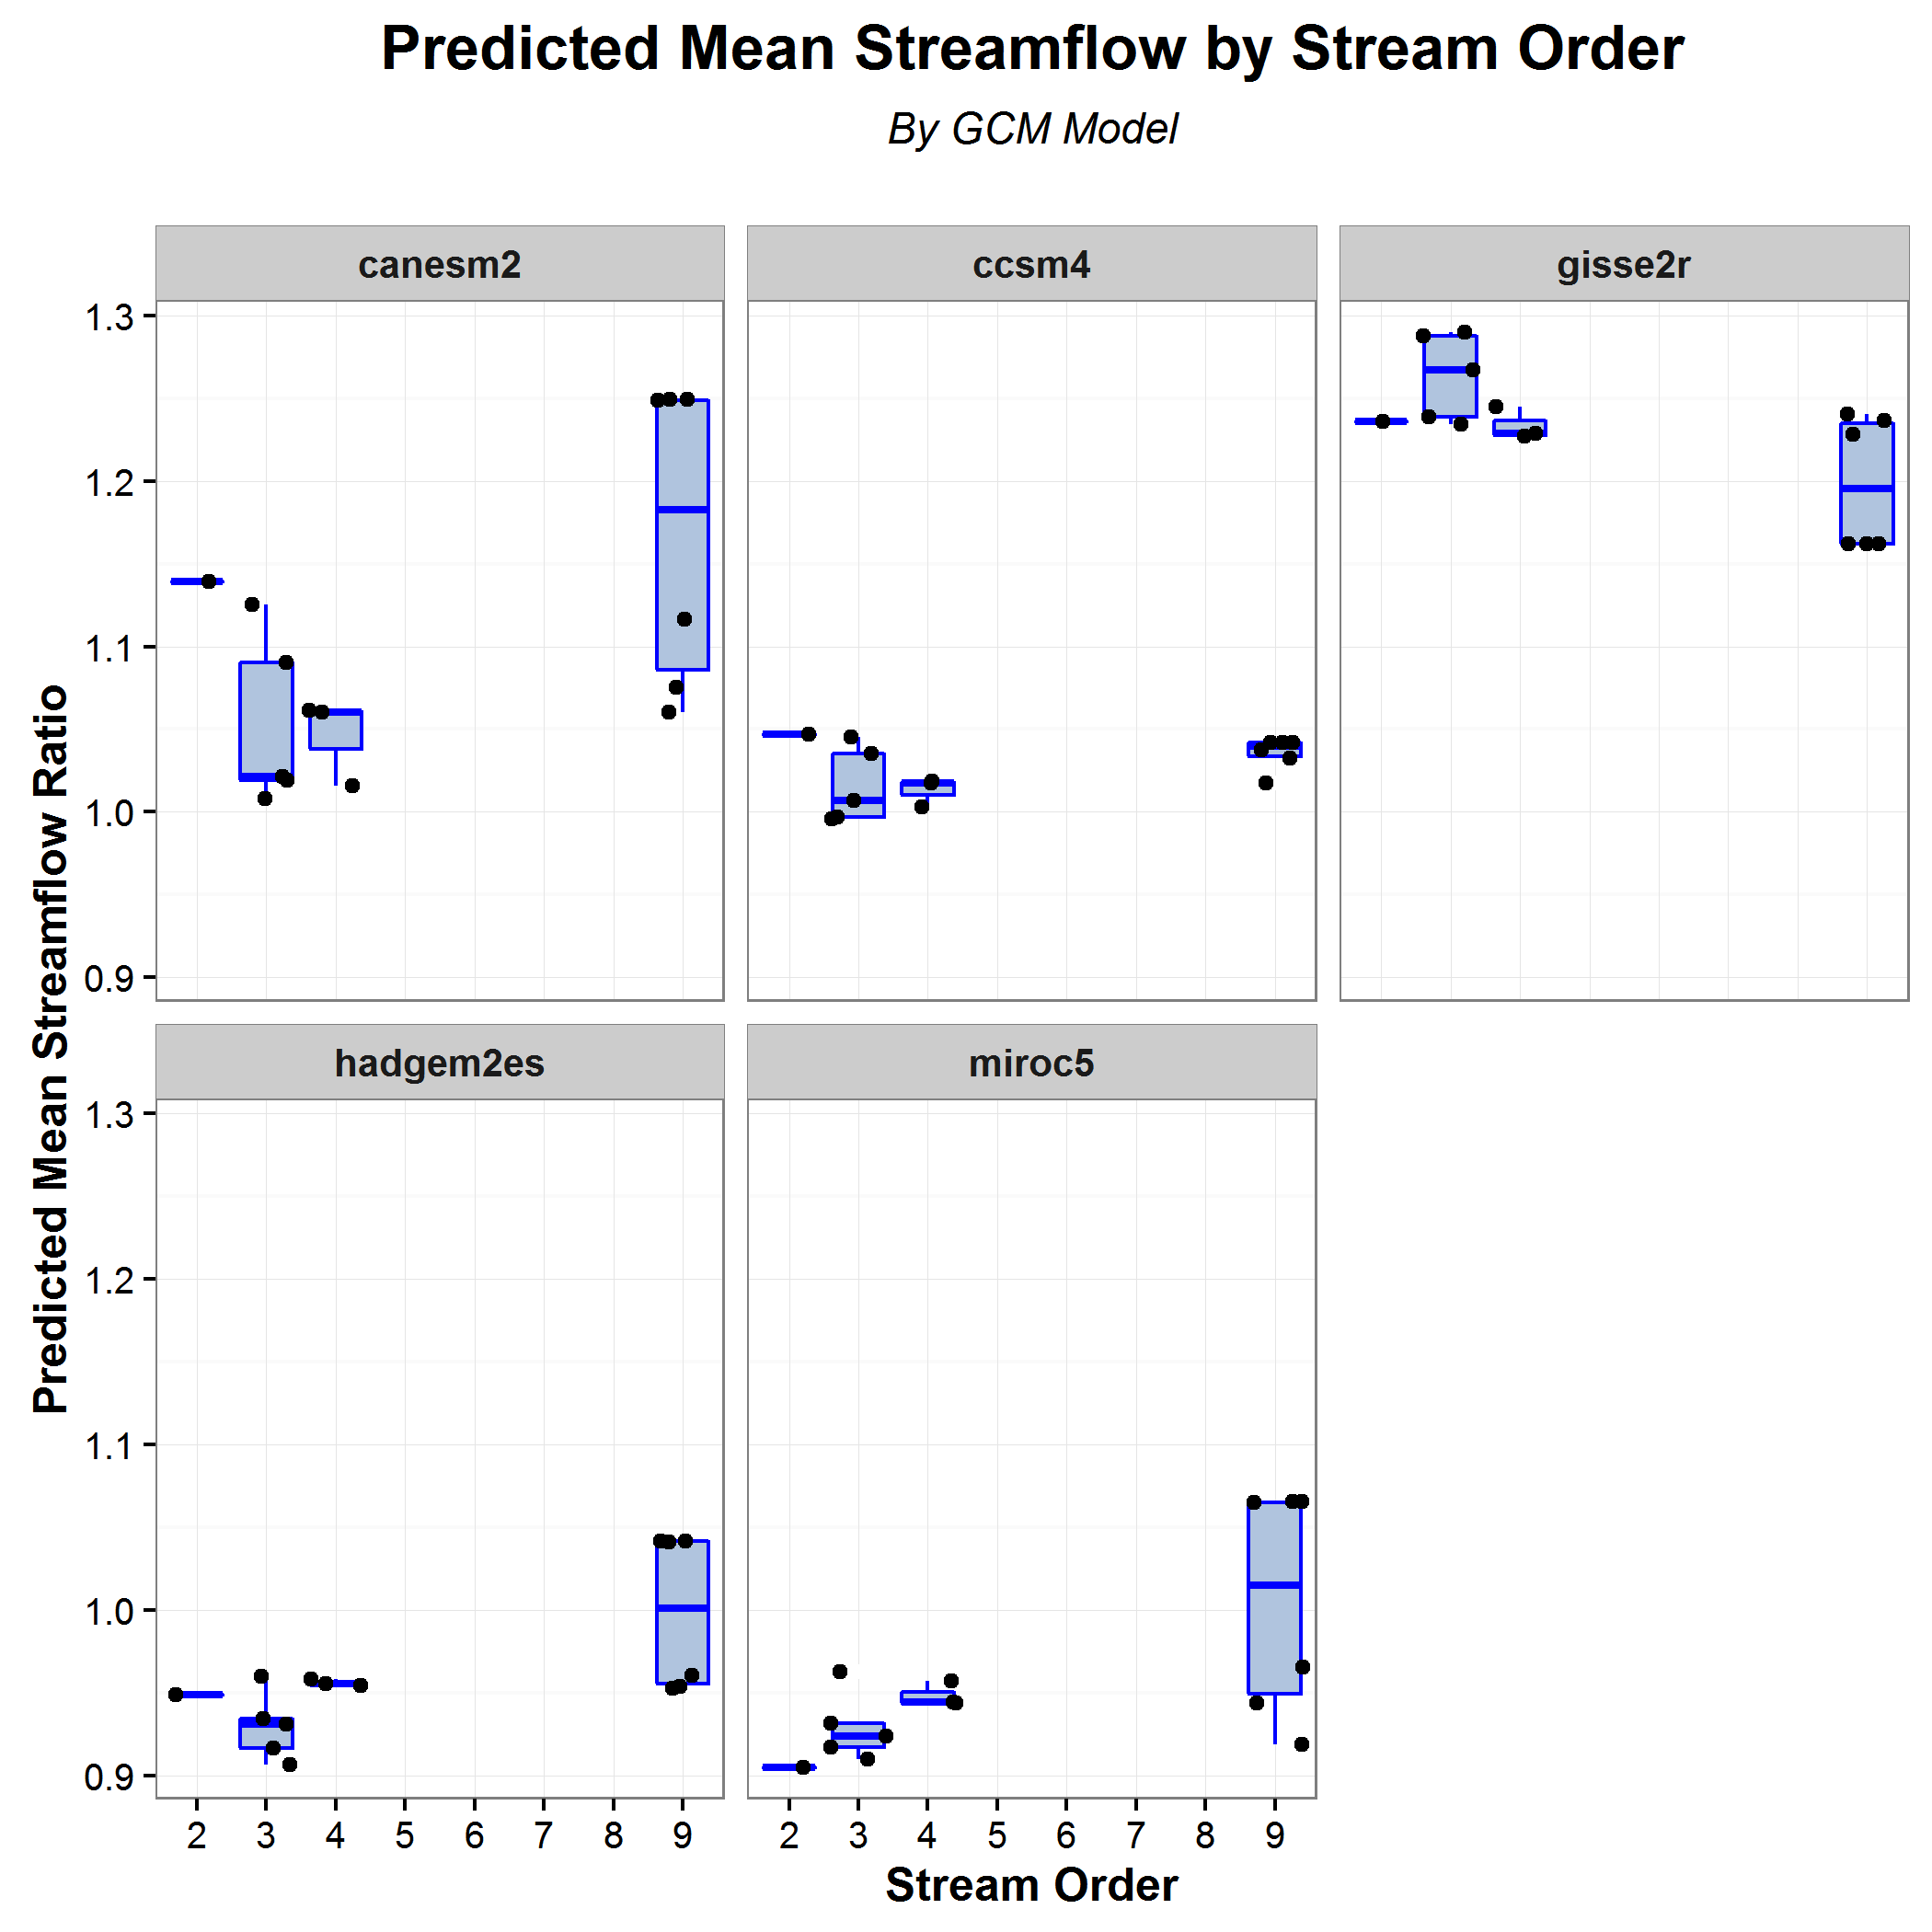 Predicted Mean Streamflow by Stream Order
By GCM Model
canesm2
ccsm4
gisse2r
1.3
1.2
1.1
1.0
0.9
Predicted Mean Streamflow Ratio
hadgem2es
miroc5
1.3
1.2
1.1
1.0
0.9
2 3 4 5 6 7 8 9
2 3 4 5 6 7 8 9
Stream Order